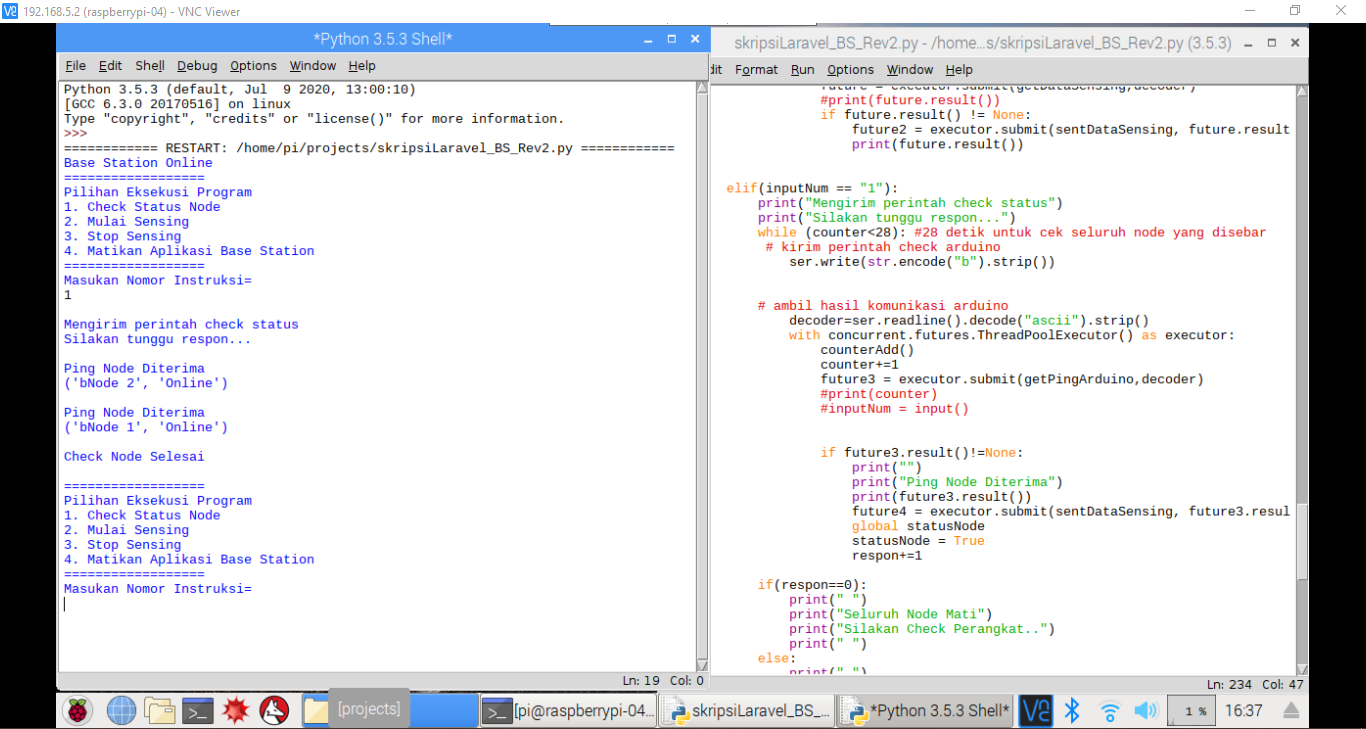 192.168.5.2 (raspberrypi-04) - VNC Viewer
*Python 3.5.3 Shell*
File Edit Shell Debug Options Window Help
Python 3.5.3 (default, Jul  9 2020, 13:00:10)
[GCC 6.3.0 20170516] on linux
Type "copyright", "credits" or "license()" for more information.
>>>
============ RESTART: /home/pi/projects/skripsiLaravel_BS_Rev2.py ============
Base Station Online
==================
Pilihan Eksekusi Program
1. Check Status Node
2. Mulai Sensing
3. Stop Sensing
4. Matikan Aplikasi Base Station
==================
Masukan Nomor Instruksi=
1
Mengirim perintah check status
Silakan tunggu respon...
Ping Node Diterima
('bNode 2', 'Online')
Ping Node Diterima
('bNode 1', 'Online')
Check Node Selesai
==================
Pilihan Eksekusi Program
1. Check Status Node
2. Mulai Sensing
3. Stop Sensing
4. Matikan Aplikasi Base Station
==================
Masukan Nomor Instruksi=
Ln: 19 Col: 0
skripsiLaravel_BS_Rev2.py - /home...s/skripsiLaravel_BS_Rev2.py (3.5.3)
dit Format Run Options Window Help
future = executor.submit(getDataSensing,decoder)
#print(future.result())
if future.result() != None:
future2 = executor.submit(sentDataSensing, future.result
print(future.result())
elif(inputNum == "1"):
print("Mengirim perintah check status")
print("Silakan tunggu respon...")
while (counter<28): #28 detik untuk cek seluruh node yang disebar
# kirim perintah check arduino
ser.write(str.encode("b").strip())
# ambil hasil komunikasi arduino
decoder=ser.readline().decode("ascii").strip()
with concurrent.futures.ThreadPoolExecutor() as executor:
counterAdd()
counter+=1
future3 = executor.submit(getPingArduino,decoder)
#print(counter)
#inputNum = input()
if future3.result()!=None:
print("")
print("Ping Node Diterima")
print(future3.result())
future4 = executor.submit(sentDataSensing, future3.resul
global statusNode
statusNode = True
respon+=1
if(respon==0):
print(" ")
print("Seluruh Node Mati")
print("Silakan Check Perangkat..")
print(" ")
else:
print(" ")
Ln: 234 Col: 47
[projects]
[pi@raspberrypi-04...
skripsiLaravel_BS_...
*Python 3.5.3 Shell*
1 %
16:37